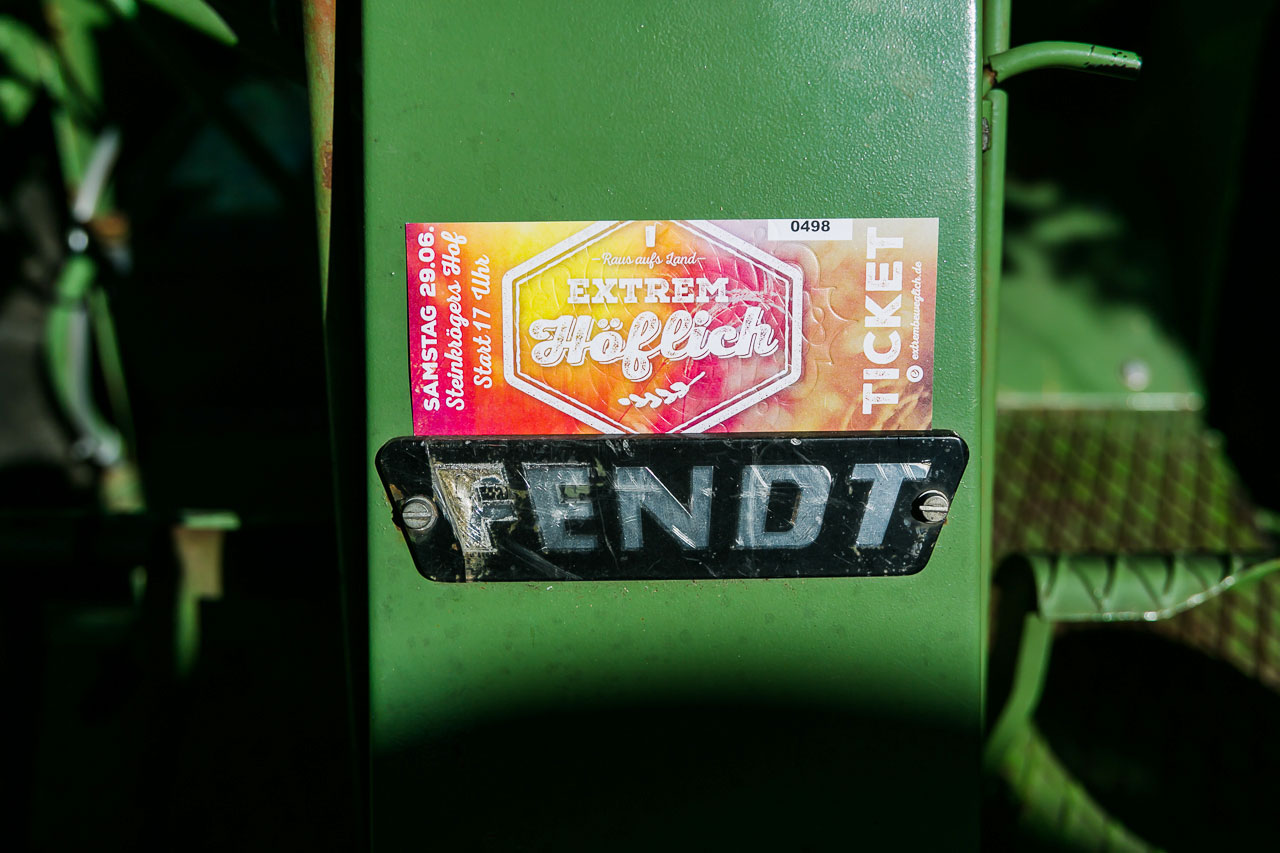 SAMSTAG 29.06.
Steinkrögers Hof
Start 17 Uhr
Raus aufs Land
EXTREM
Höflich
0498
TICKET
extrembeweglich.de
FENDT